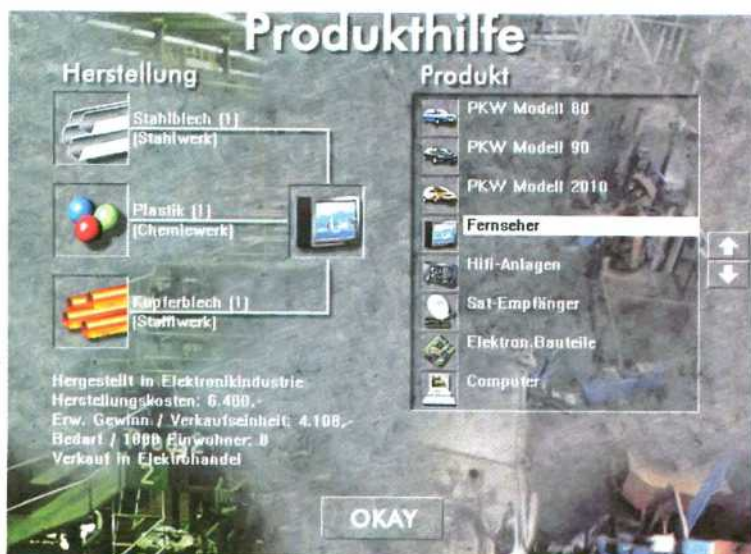 Produkthilfe
Herstellung
Stahlblech (1)
(Stahlwerk)
Plastik (1)
(Chemiewerk)
Kupferblech (1)
(Stahlwerk)
Hergestellt in Elektronikindustrie
Herstellungskosten: 6.400,-
Erw. Gewinn / Verkaufseinheit: 4.108,-
Bedarf / 1000 Einwohner: 8
Verkauf in Elektrohandel
Produkt
PKW Modell 80
PKW Modell 90
PKW Modell 2010
Fernseher
Hifi-Anlagen
Sat-Empfänger
Elektron.Bauteile
Computer
OKAY